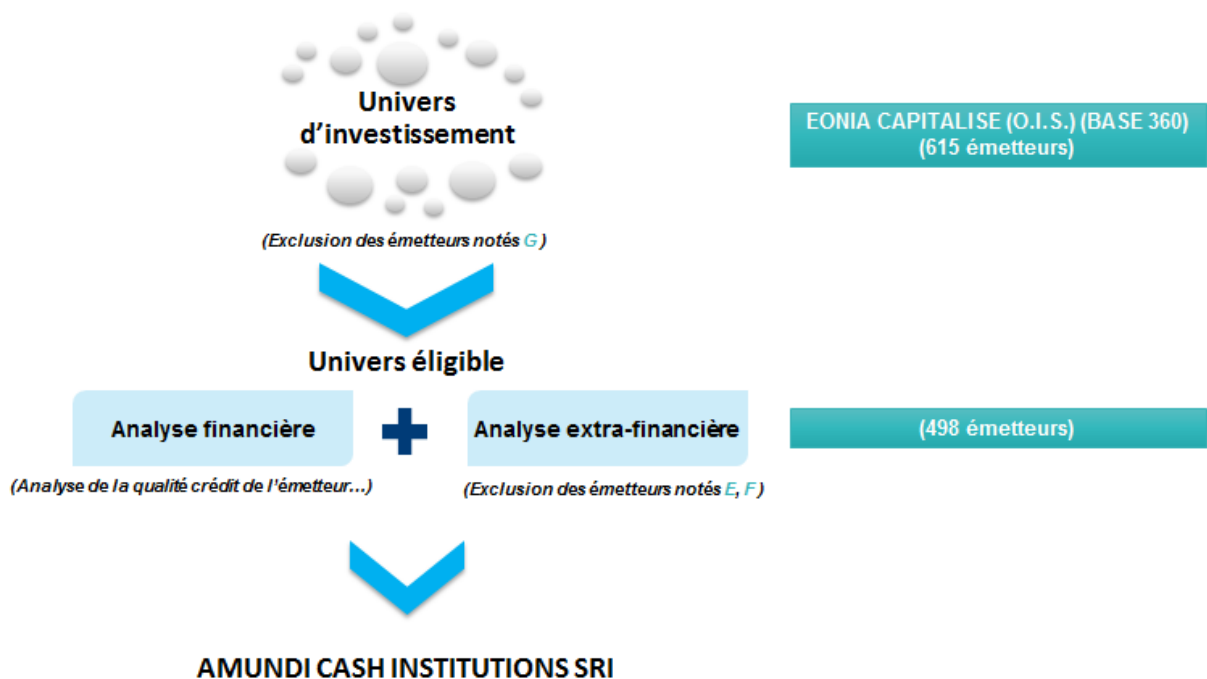 Univers
d’investissement
EONIA CAPITALISE (O.I.S.) (BASE 360)
(615 émetteurs)
(Exclusion des émetteurs notés G )
Univers éligible
Analyse financière
Analyse extra-financière
(498 émetteurs)
(Analyse de la qualité crédit de l’émetteur…)
(Exclusion des émetteurs notés E, F )
AMUNDI CASH INSTITUTIONS SRI